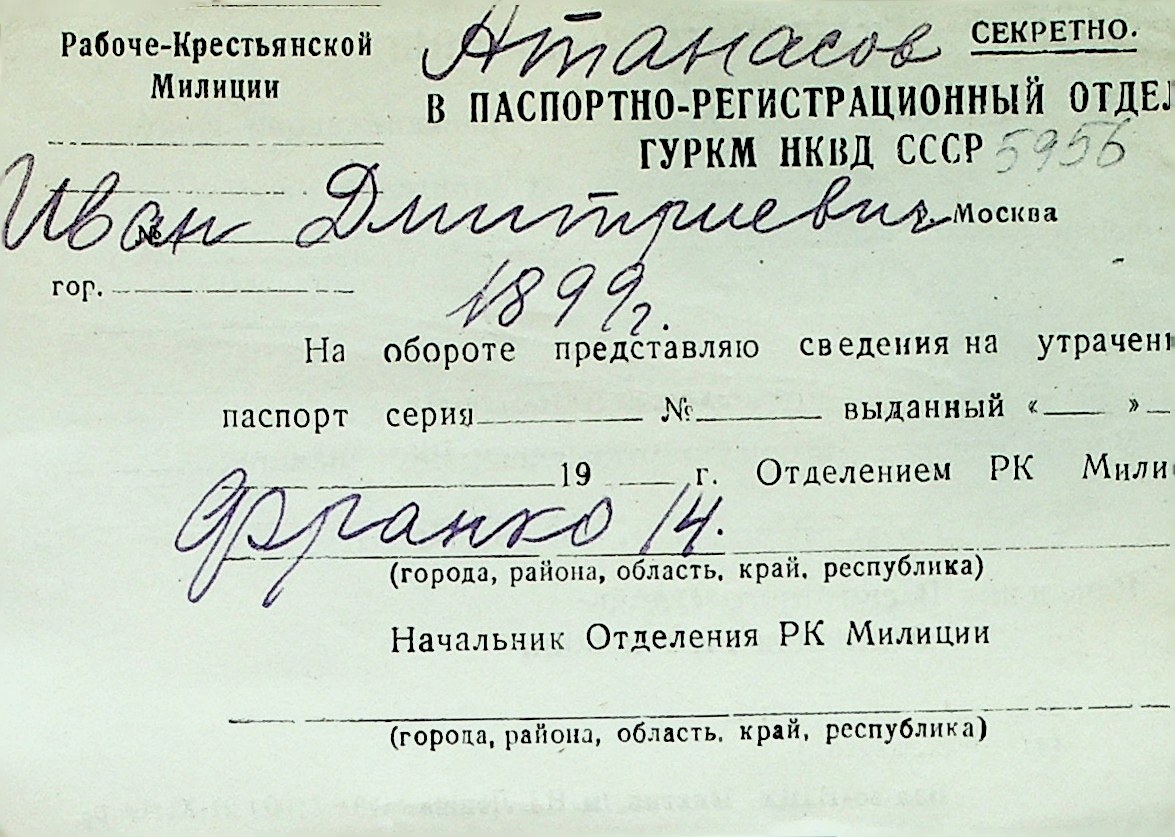 Рабоче-Крестьянской
Милиции
Атанасов СЕКРЕТНО.
В ПАСПОРТНО-РЕГИСТРАЦИОННЫЙ ОТДЕЛ
ГУРКМ НКВД СССР 5956
Иван Дмитриевич
№ г. Москва
гор.
1899г.
На обороте представляю сведения на утрачен
паспорт серия № выданный « »
19 г. Отделением РК Мили
Франко 14.
(города, района, область, край, республика)
Начальник Отделения РК Милиции
(города, района, область, край, республика)